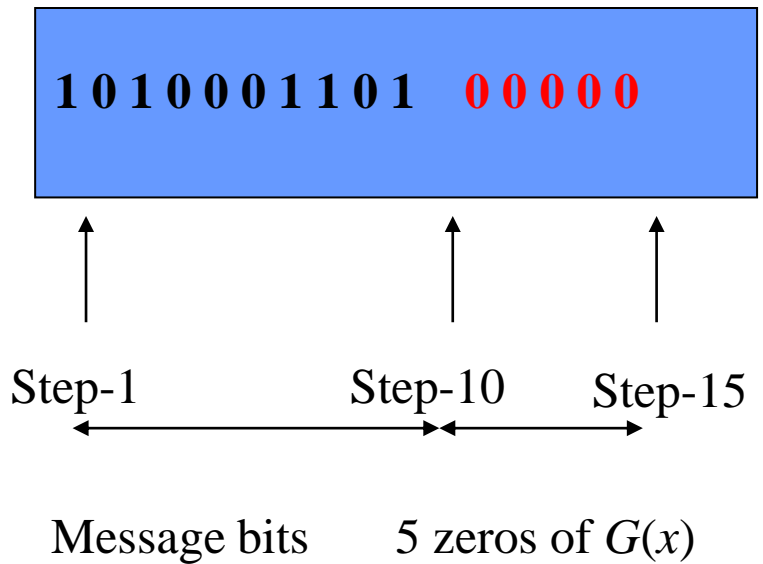 1 0 1 0 0 0 1 1 0 1 0 0 0 0 0
Step-1 Step-10 Step-15
Message bits 5 zeros of G(x)